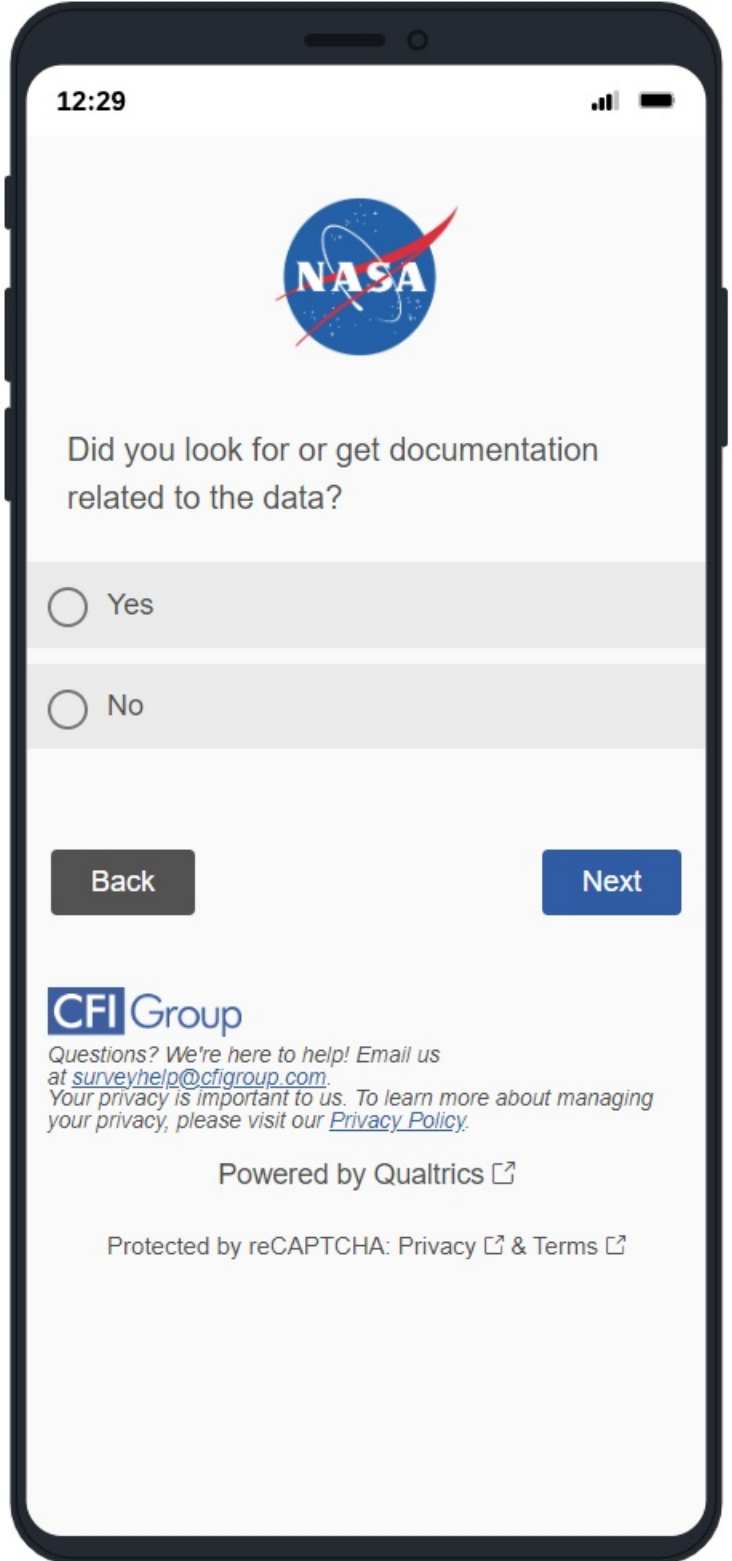 12:29
NASA
Did you look for or get documentation
related to the data?
Yes
No
Back
Next
CFI Group
Questions? We're here to help! Email us
at surveyhelp@cfigroup.com.
Your privacy is important to us. To learn more about managing
your privacy, please visit our Privacy Policy.
Powered by Qualtrics
Protected by reCAPTCHA: Privacy & Terms